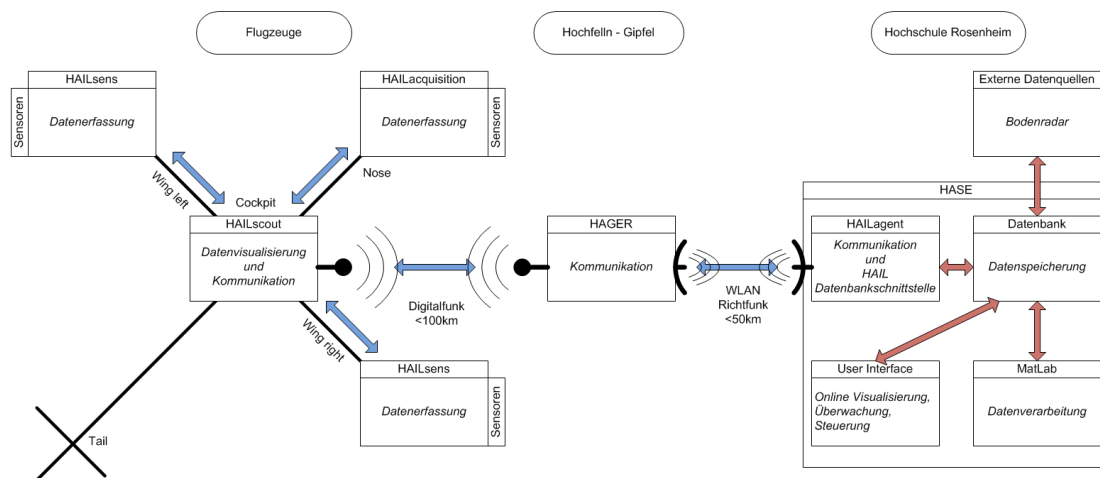 Flugzeuge
Hochfelln - Gipfel
Hochschule Rosenheim
HAILsens
Sensoren
Datenerfassung
HAILacquisition
Datenerfassung
Sensoren
Externe Datenquellen
Bodenradar
Wing left
Nose
Cockpit
HAILscout
Datenvisualisierung
und
Kommunikation
Digitalfunk
<100km
HAGER
Kommunikation
WLAN
Richtfunk
<50km
HASE
HAILagent
Kommunikation
und
HAIL
Datenbankschnittstelle
Datenbank
Datenspeicherung
Wing right
HAILsens
Datenerfassung
Sensoren
Tail
User Interface
Online Visualisierung,
Überwachung,
Steuerung
MatLab
Datenverarbeitung